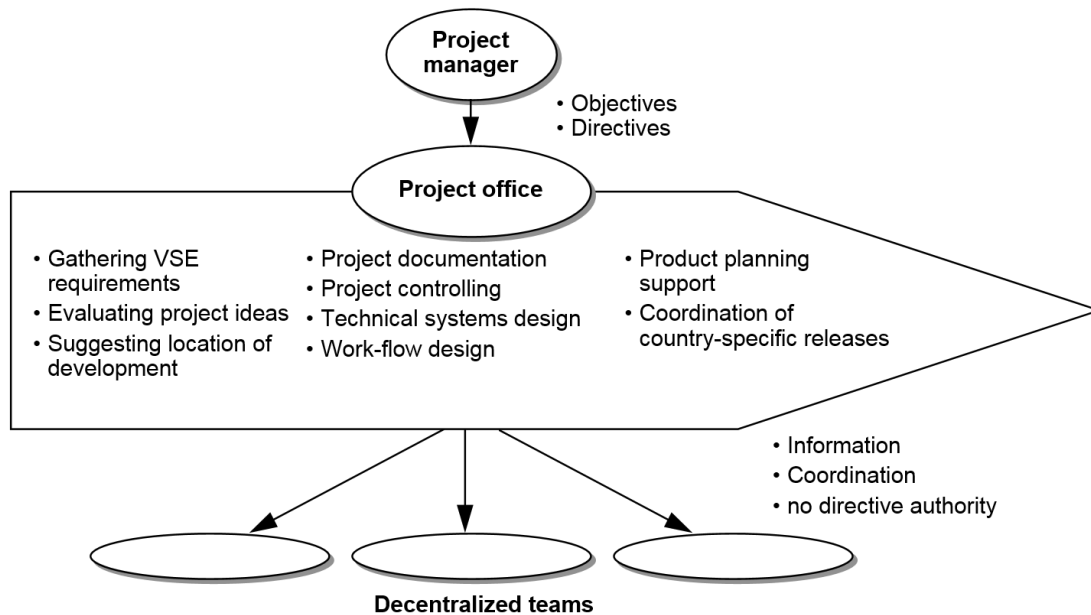 Project
manager
• Objectives
• Directives
Project office
• Gathering VSE
requirements
• Evaluating project ideas
• Suggesting location of
development
• Project documentation
• Project controlling
• Technical systems design
• Work-flow design
• Product planning
support
• Coordination of
country-specific releases
• Information
• Coordination
• no directive authority
Decentralized teams